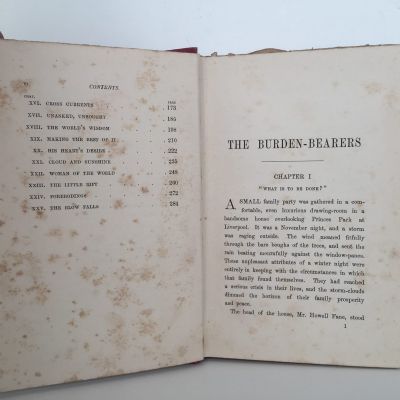 vi
CONTENTS.
CHAP. PAGE
XVI. CROSS CURRENTS 173
XVII. UNASKED, UNSOUGHT 185
XVIII. THE WORLD'S WISDOM 198
XIX. MAKING THE BEST OF IT 210
XX. HIS HEART'S DESIRE 222
XXI. CLOUD AND SUNSHINE 235
XXII. WOMAN OF THE WORLD 248
XXIII. THE LITTLE RIFT 260
XXIV. FOREBODINGS 272
XXV. THE BLOW FALLS 284
THE BURDEN-BEARERS
CHAPTER I
"WHAT IS TO BE DONE?"
A SMALL family party was gathered in a com-
fortable, even luxurious drawing-room in a
handsome house overlooking Princes Park at
Liverpool. It was a November night, and a storm
was raging outside. The wind moaned fitfully
through the bare boughs of the trees, and sent the
rain beating mournfully against the window-panes.
These unpleasant attributes of a winter night were
entirely in keeping with the circumstances in which
that family found themselves. They had reached
a serious crisis in their lives, and the storm-clouds
dimmed the horizon of their family prosperity
and peace.
The head of the house, Mr. Howell Fane, stood
1